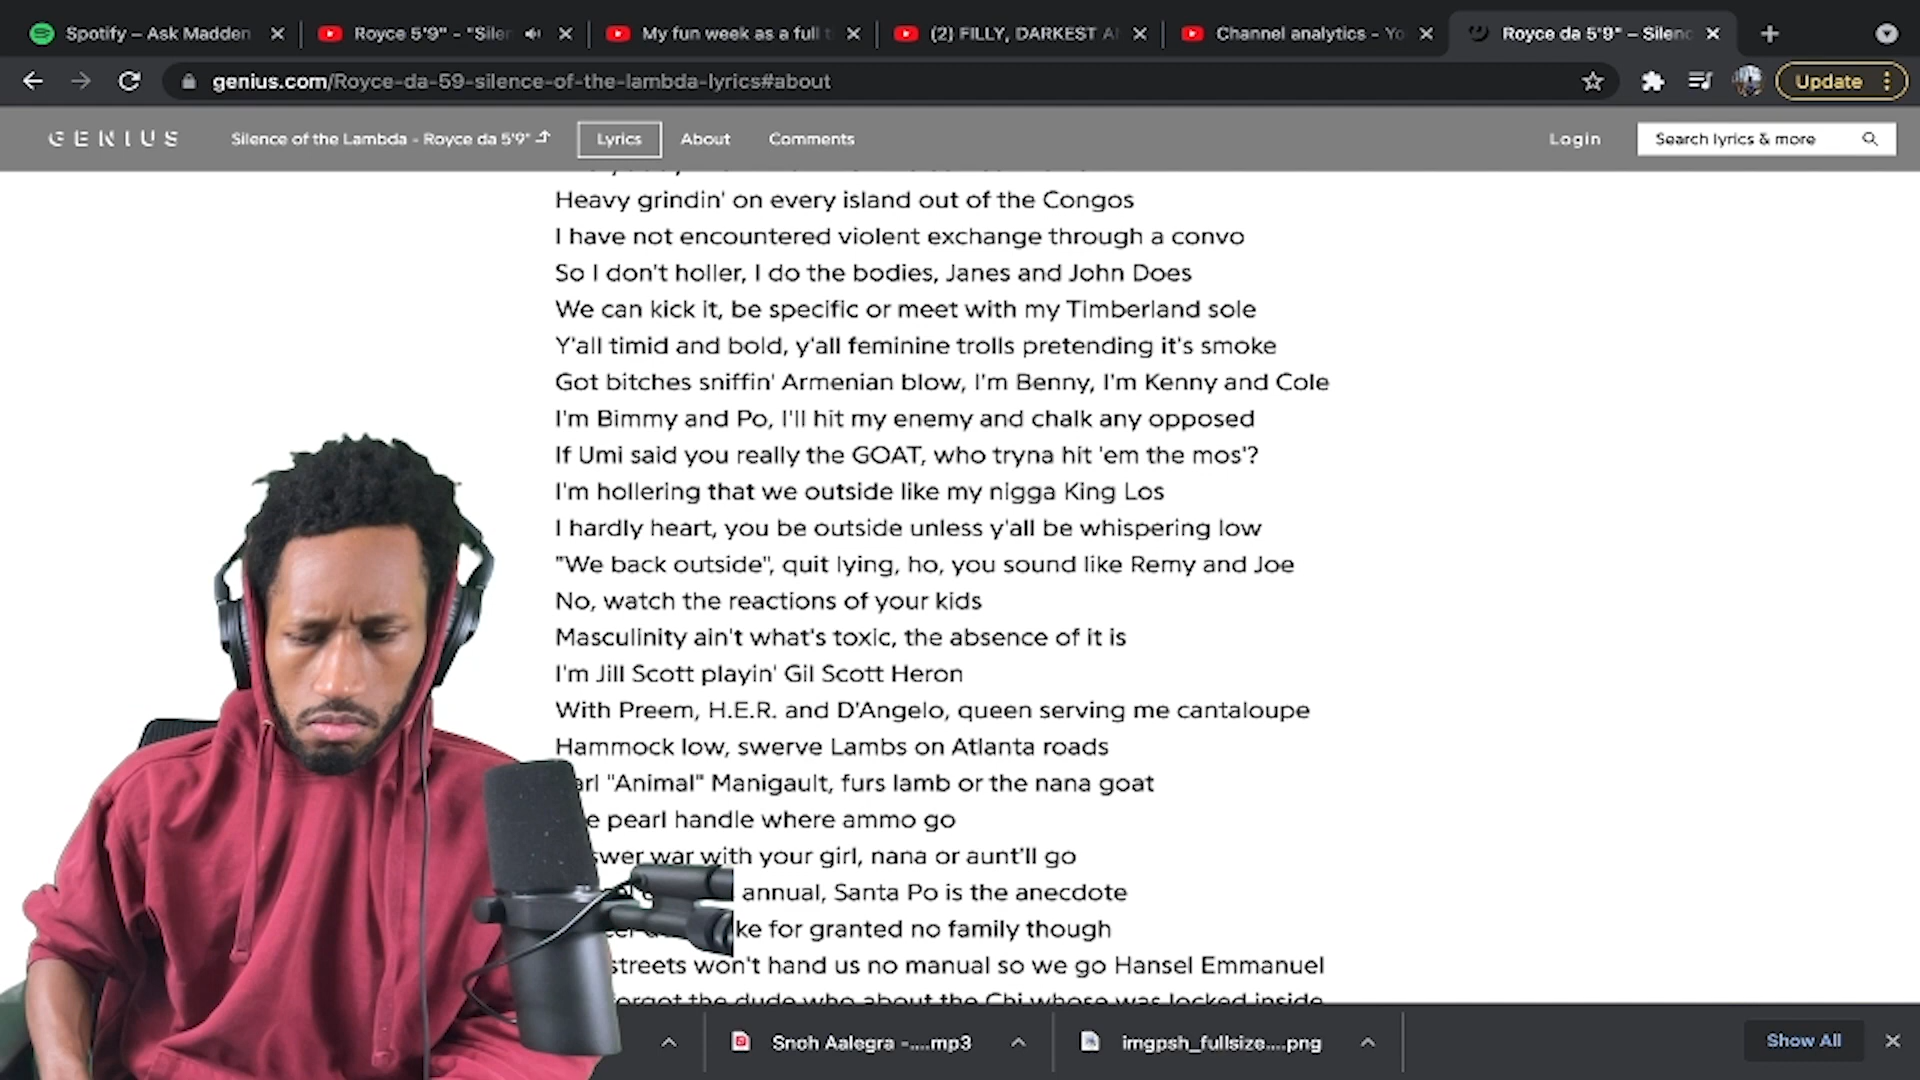 Spotify – Ask Madden
Royce 5'9" - "Siler
My fun week as a full t
(2) FILLY, DARKEST A
Channel analytics - Yo
Royce da 5'9" – Silenc
genius.com/Royce-da-59-silence-of-the-lambda-lyrics#about
Update
GENIUS
Silence of the Lambda - Royce da 5'9"
Lyrics
About
Comments
Login
Search lyrics & more
Heavy grindin' on every island out of the Congos
I have not encountered violent exchange through a convo
So I don't holler, I do the bodies, Janes and John Does
We can kick it, be specific or meet with my Timberland sole
Y'all timid and bold, y'all feminine trolls pretending it's smoke
Got bitches sniffin' Armenian blow, I'm Benny, I'm Kenny and Cole
I'm Bimmy and Po, I'll hit my enemy and chalk any opposed
If Umi said you really the GOAT, who tryna hit 'em the mos'?
I'm hollering that we outside like my nigga King Los
I hardly heart, you be outside unless y'all be whispering low
"We back outside", quit lying, ho, you sound like Remy and Joe
No, watch the reactions of your kids
Masculinity ain't what's toxic, the absence of it is
I'm Jill Scott playin' Gil Scott Heron
With Preem, H.E.R. and D'Angelo, queen serving me cantaloupe
Hammock low, swerve Lambs on Atlanta roads
arl "Animal" Manigault, furs lamb or the nana goat
e pearl handle where ammo go
swer war with your girl, nana or aunt'll go
annual, Santa Po is the anecdote
ke for granted no family though
streets won't hand us no manual so we go Hansel Emmanuel
forgot the dude who about the Chi whose was locked inside
Snoh Aalegra -....mp3
imgpsh_fullsize....png
Show All